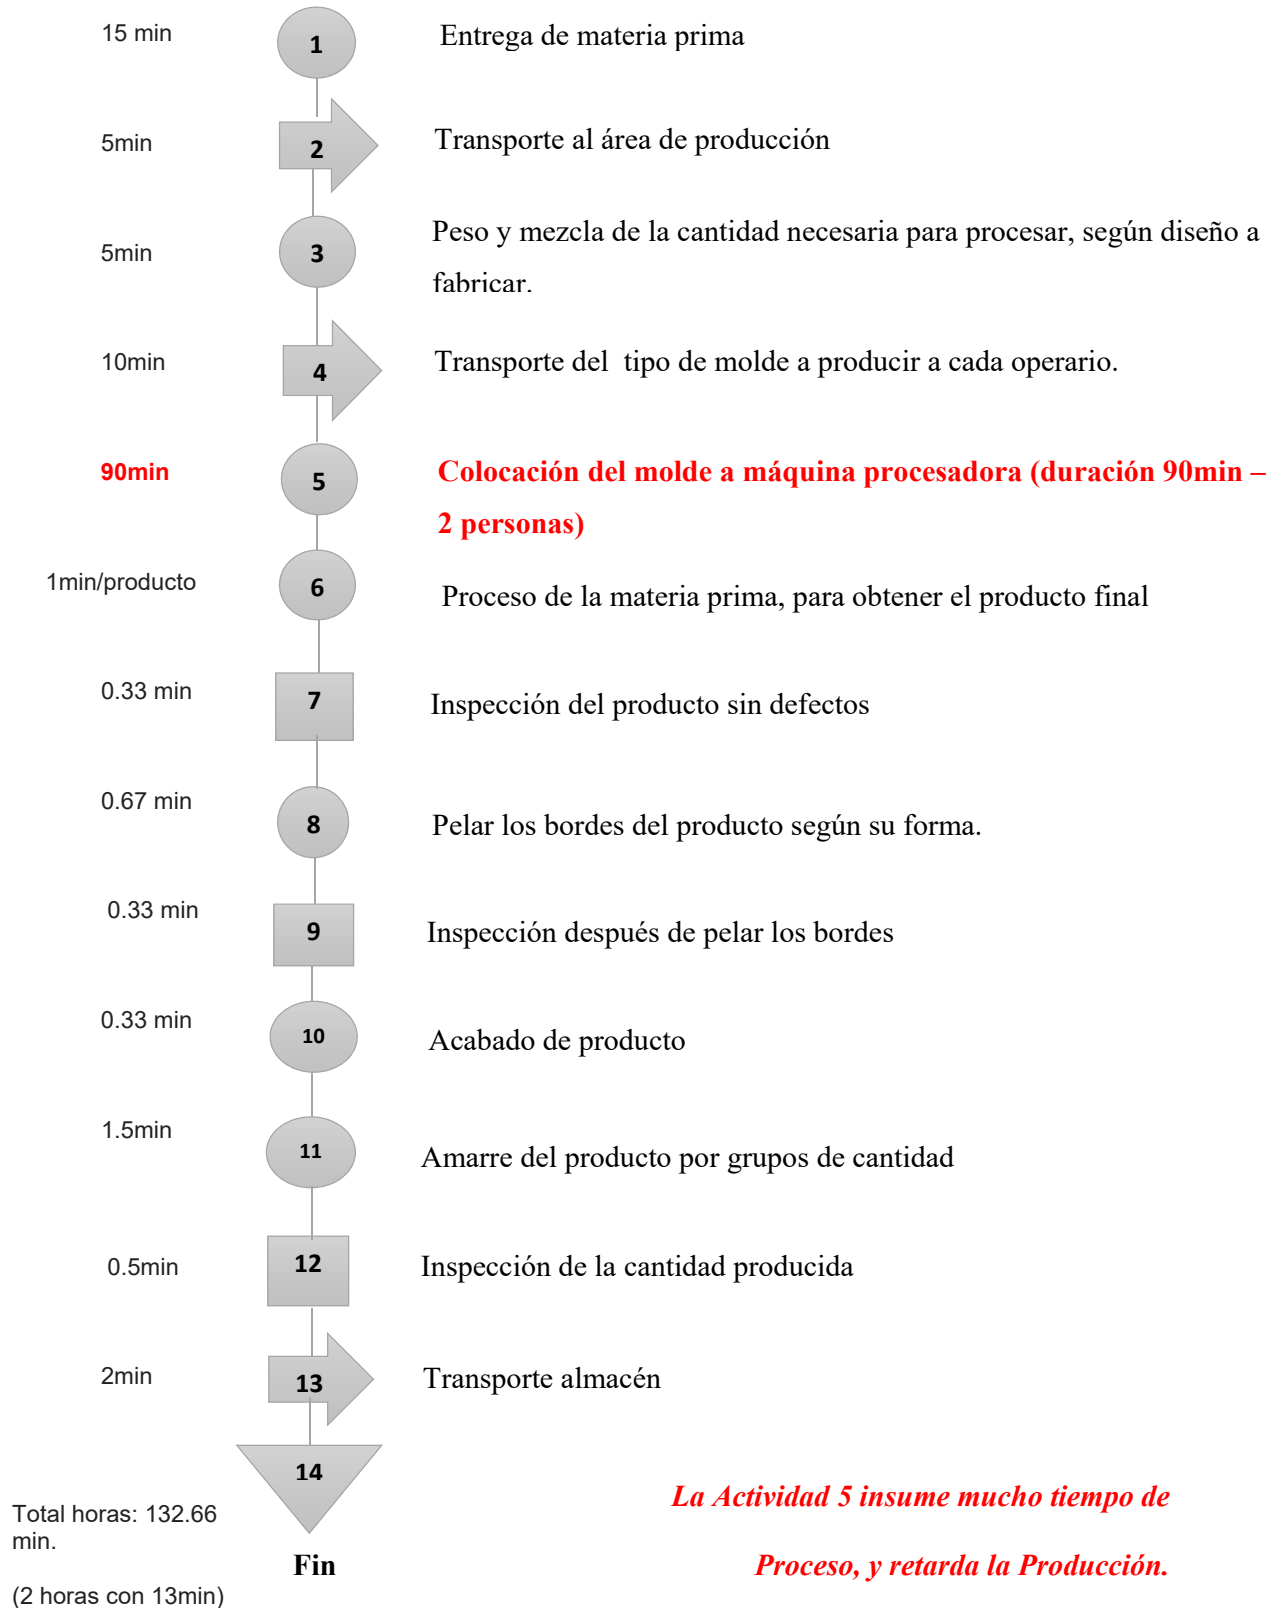 15 min
1
Entrega de materia prima
5min
2
Transporte al área de producción
5min
3
Peso y mezcla de la cantidad necesaria para procesar, según diseño a
fabricar.
10min
4
Transporte del  tipo de molde a producir a cada operario.
90min
5
Colocación del molde a máquina procesadora (duración 90min –
2 personas)
1min/producto
6
Proceso de la materia prima, para obtener el producto final
0.33 min
7
Inspección del producto sin defectos
0.67 min
8
Pelar los bordes del producto según su forma.
0.33 min
9
Inspección después de pelar los bordes
0.33 min
10
Acabado de producto
1.5min
11
Amarre del producto por grupos de cantidad
0.5min
12
Inspección de la cantidad producida
2min
13
Transporte almacén
14
Fin
Total horas: 132.66
min.
(2 horas con 13min)
La Actividad 5 insume mucho tiempo de
Proceso, y retarda la Producción.